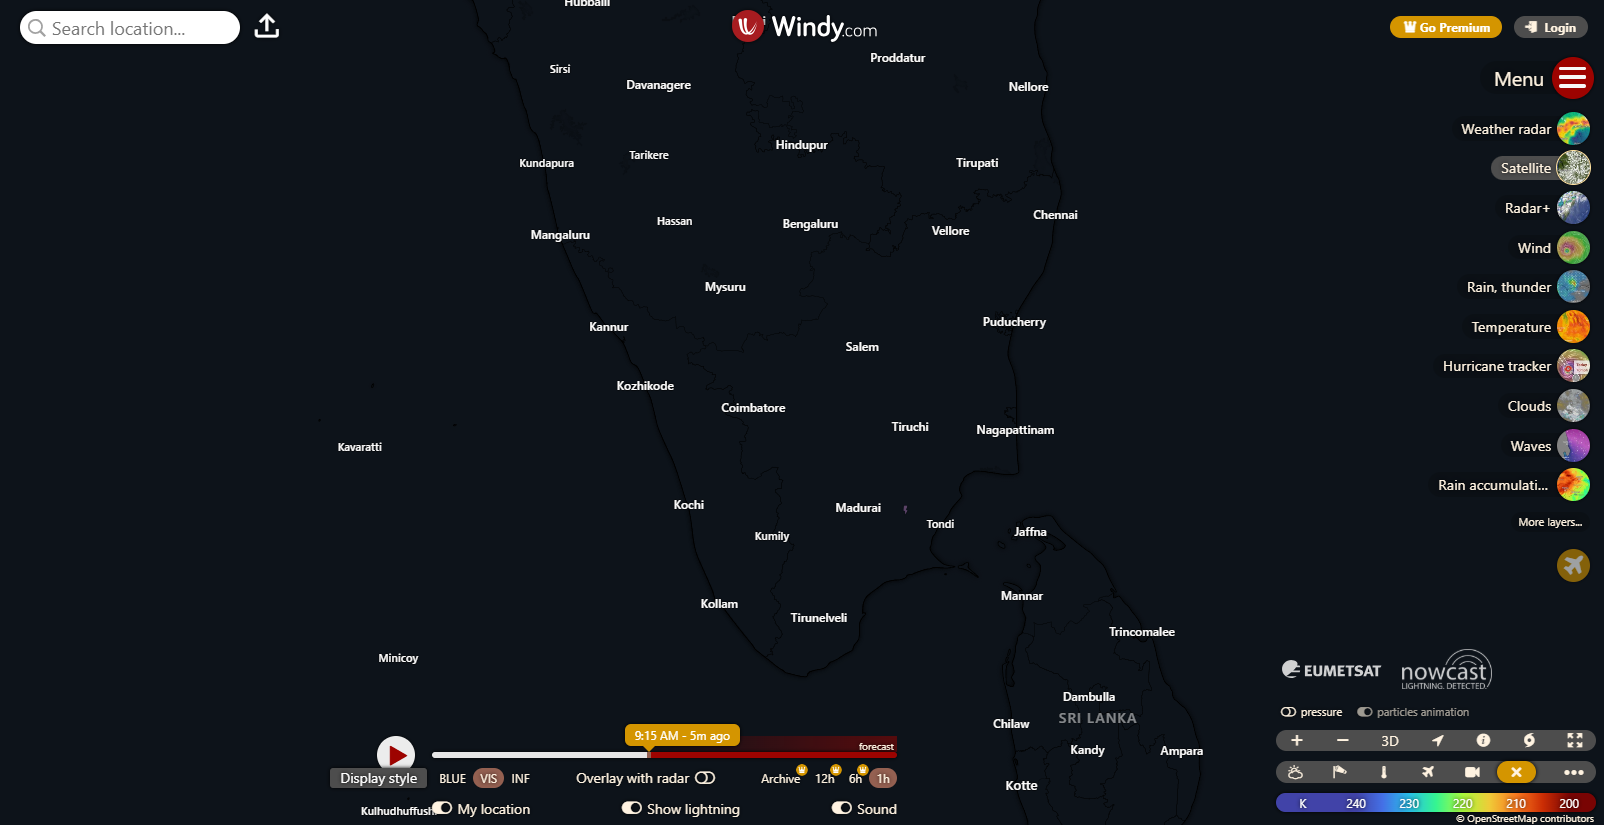 Hubballi
Search location...
Windy.com
Go Premium
Login
Proddatur
Sirsi
Davanagere
Nellore
Menu
Weather radar
Hindupur
Kundapura
Tarikere
Tirupati
Satellite
Radar+
Chennai
Hassan
Bengaluru
Vellore
Mangaluru
Wind
Mysuru
Rain, thunder
Kannur
Puducherry
Temperature
Salem
Hurricane tracker
Kozhikode
Coimbatore
Clouds
Tiruchi
Nagapattinam
Kavaratti
Waves
Rain accumulati...
Kochi
Madurai
Tondi
More layers...
Kumily
Jaffna
Mannar
Kollam
Tirunelveli
Trincomalee
Minicoy
EUMETSAT
nowcast
LIGHTNING. DETECTED.
Dambulla
pressure
particles animation
SRI LANKA
Chilaw
9:15 AM - 5m ago
forecast
Kandy
Ampara
3D
Display style
BLUE VIS INF
Overlay with radar
Archive 12h 6h 1h
Kotte
Kulhudhuffush
My location
Show lightning
Sound
K 240 230 220 210 200
© OpenStreetMap contributors